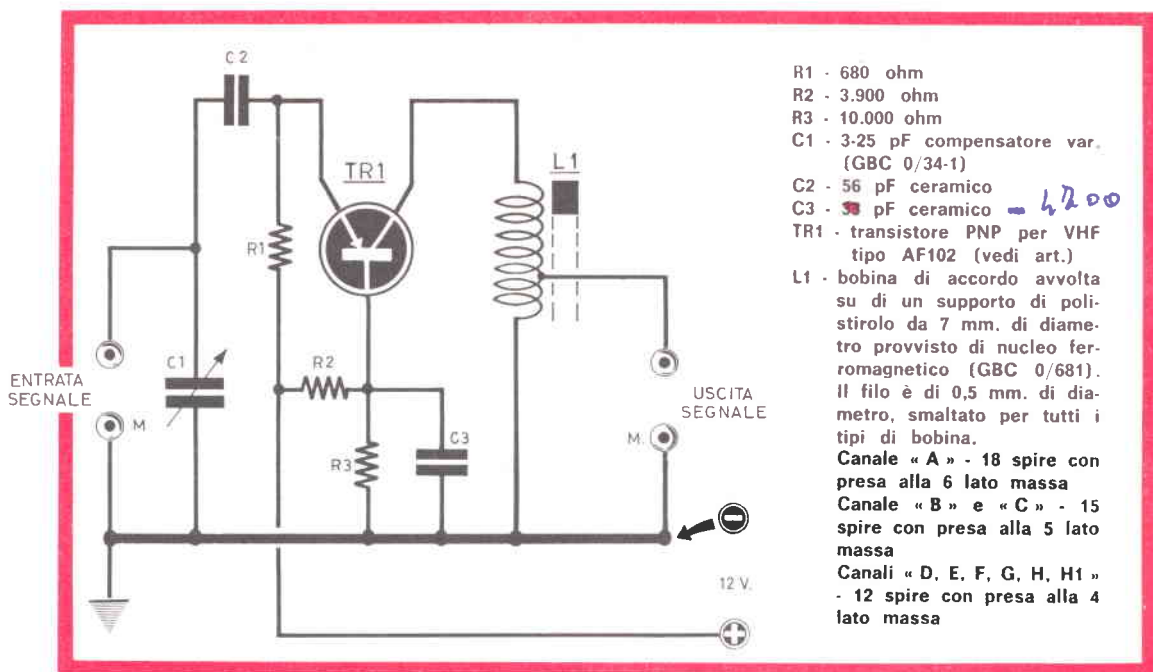 C2
TR1
L1
R1
R2
C1
C3
R3
ENTRATA
SEGNALE
M
USCITA
SEGNALE
M.
12 V.
R1 - 680 ohm
R2 - 3.900 ohm
R3 - 10.000 ohm
C1 - 3-25 pF compensatore var.
(GBC 0/34-1)
C2 - 56 pF ceramico
C3 - pF ceramico - 4700
TR1 - transistore PNP per VHF
tipo AF102 (vedi art.)
L1 - bobina di accordo avvolta
su di un supporto di poli-
stirolo da 7 mm. di diame-
tro provvisto di nucleo fer-
romagnetico (GBC 0/681).
Il filo è di 0,5 mm. di dia-
metro, smaltato per tutti i
tipi di bobina.
Canale « A » - 18 spire con
presa alla 6 lato massa
Canale « B » e « C » - 15
spire con presa alla 5 lato
massa
Canali « D, E, F, G, H, H1 »
- 12 spire con presa alla 4
lato massa